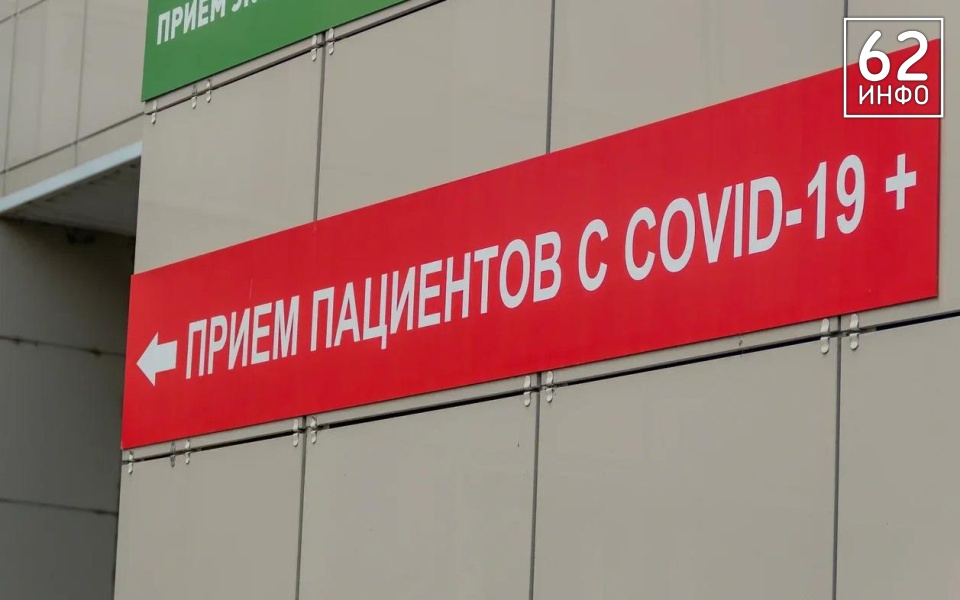 ПРИЕМ
62
ИНФО
ПРИЕМ ПАЦИЕНТОВ С COVID-19 +